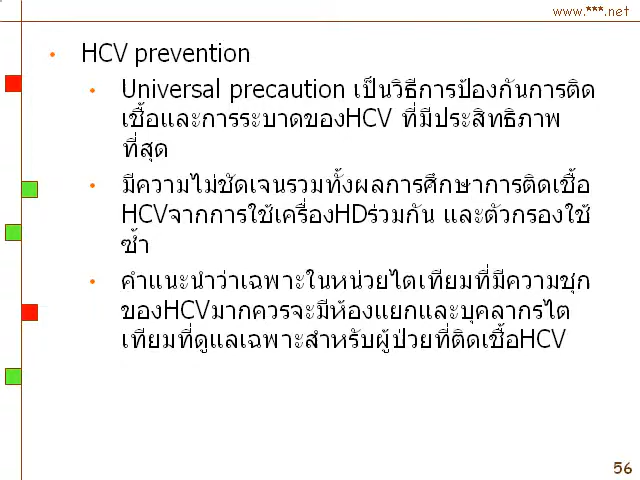 www.***.net
• HCV prevention
• Universal precaution เป็นวิธีการป้องกันการติด
เชื้อและการระบาดของHCV ที่มีประสิทธิภาพ
ที่สุด
• มีความไม่ชัดเจนรวมทั้งผลการศึกษาการติดเชื้อ
HCVจากการใช้เครื่องHDร่วมกัน และตัวกรองใช้
ซ้ำ
• คำแนะนำว่าเฉพาะในหน่วยไตเทียมที่มีความชุก
ของHCVมากควรจะมีห้องแยกและบุคลากรไต
เทียมที่ดูแลเฉพาะสำหรับผู้ป่วยที่ติดเชื้อHCV
56